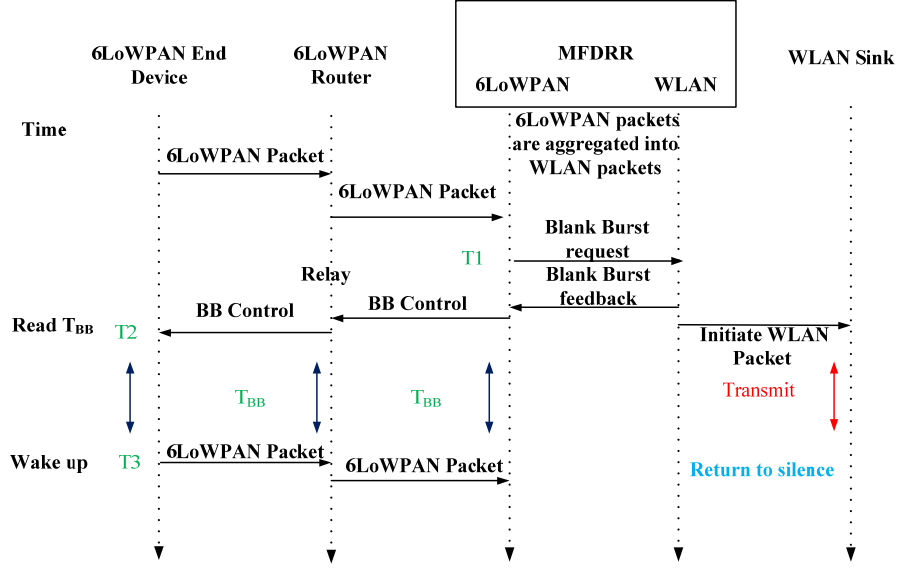 6LoWPAN End
Device
6LoWPAN
Router
MFDRR
6LoWPAN
WLAN
WLAN Sink
Time
6LoWPAN packets
are aggregated into
WLAN packets
6LoWPAN Packet
6LoWPAN Packet
T1
Blank Burst
request
Relay
Blank Burst
feedback
BB Control
BB Control
Read TBB
T2
Initiate WLAN
Packet
TBB
TBB
Transmit
Wake up
T3
6LoWPAN Packet
6LoWPAN Packet
Return to silence